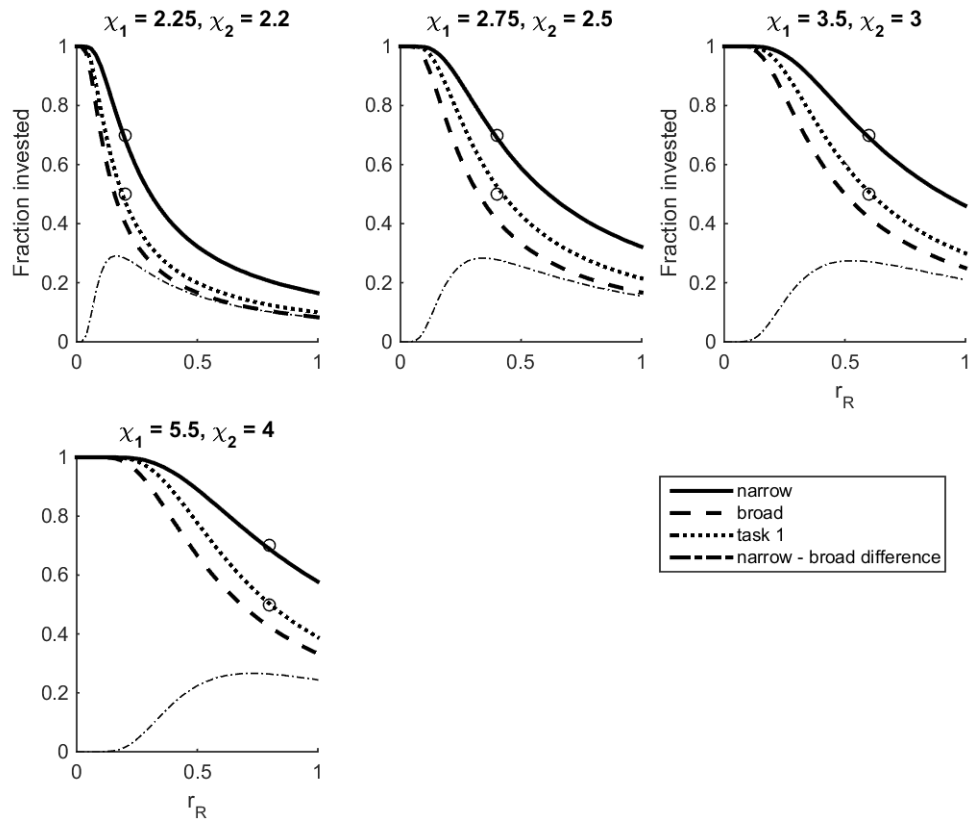 χ1 = 2.25, χ2 = 2.2
1
0.8
0.6
0.4
0.2
0
Fraction invested
0 0.5 1
χ1 = 2.75, χ2 = 2.5
1
0.8
0.6
0.4
0.2
0
0 0.5 1
χ1 = 3.5, χ2 = 3
1
0.8
0.6
0.4
0.2
0
Fraction invested
0 0.5 1
rR
χ1 = 5.5, χ2 = 4
1
0.8
0.6
0.4
0.2
0
0 0.5 1
rR
narrow
broad
task 1
narrow - broad difference